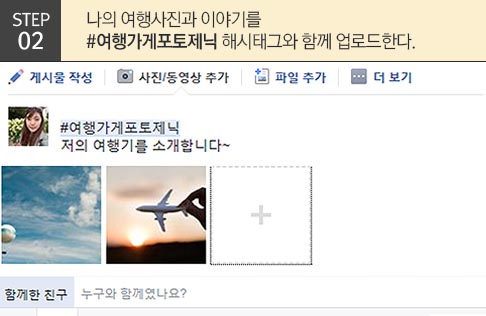 STEP
02
나의 여행사진과 이야기를
#여행가게포토제닉 해시태그와 함께 업로드한다.
게시물 작성 사진/동영상 추가 파일 추가 더 보기
#여행가게포토제닉
저의 여행기를 소개합니다~
함께한 친구 누구와 함께였나요?